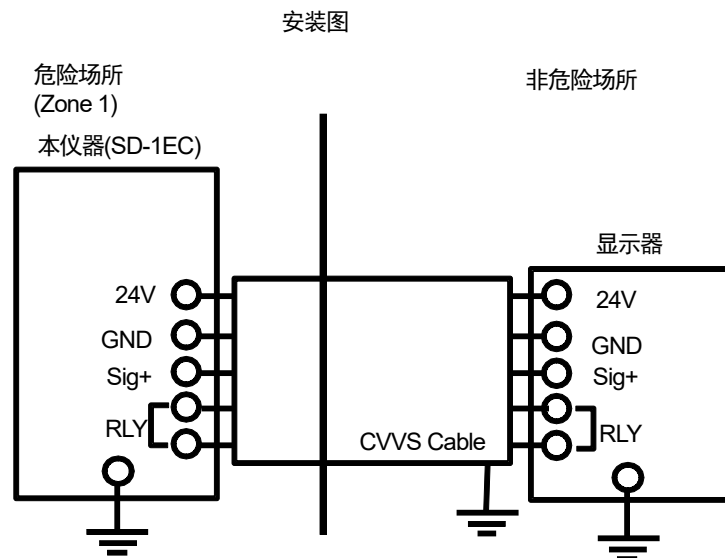 安装图
危险场所
(Zone 1)
非危险场所
本仪器(SD-1EC)
显示器
24V
GND
Sig+
RLY
CVVS Cable
24V
GND
Sig+
RLY